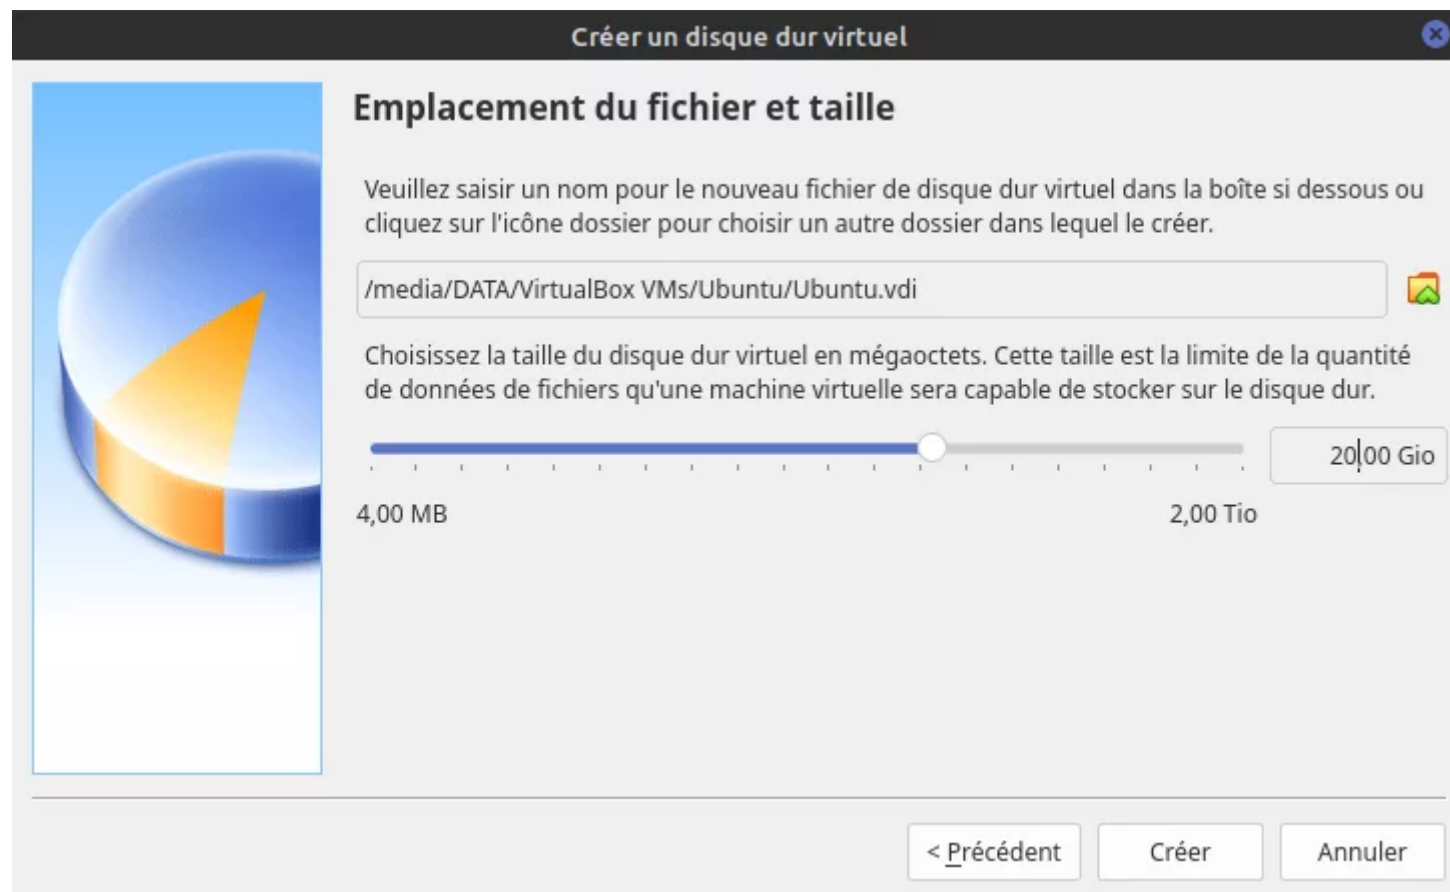 Créer un disque dur virtuel
Emplacement du fichier et taille
Veuillez saisir un nom pour le nouveau fichier de disque dur virtuel dans la boîte si dessous ou
cliquez sur l'icône dossier pour choisir un autre dossier dans lequel le créer.
/media/DATA/VirtualBox VMs/Ubuntu/Ubuntu.vdi
Choisissez la taille du disque dur virtuel en mégaoctets. Cette taille est la limite de la quantité
de données de fichiers qu'une machine virtuelle sera capable de stocker sur le disque dur.
20,00 Gio
4,00 MB
2,00 Tio
< Précédent
Créer
Annuler